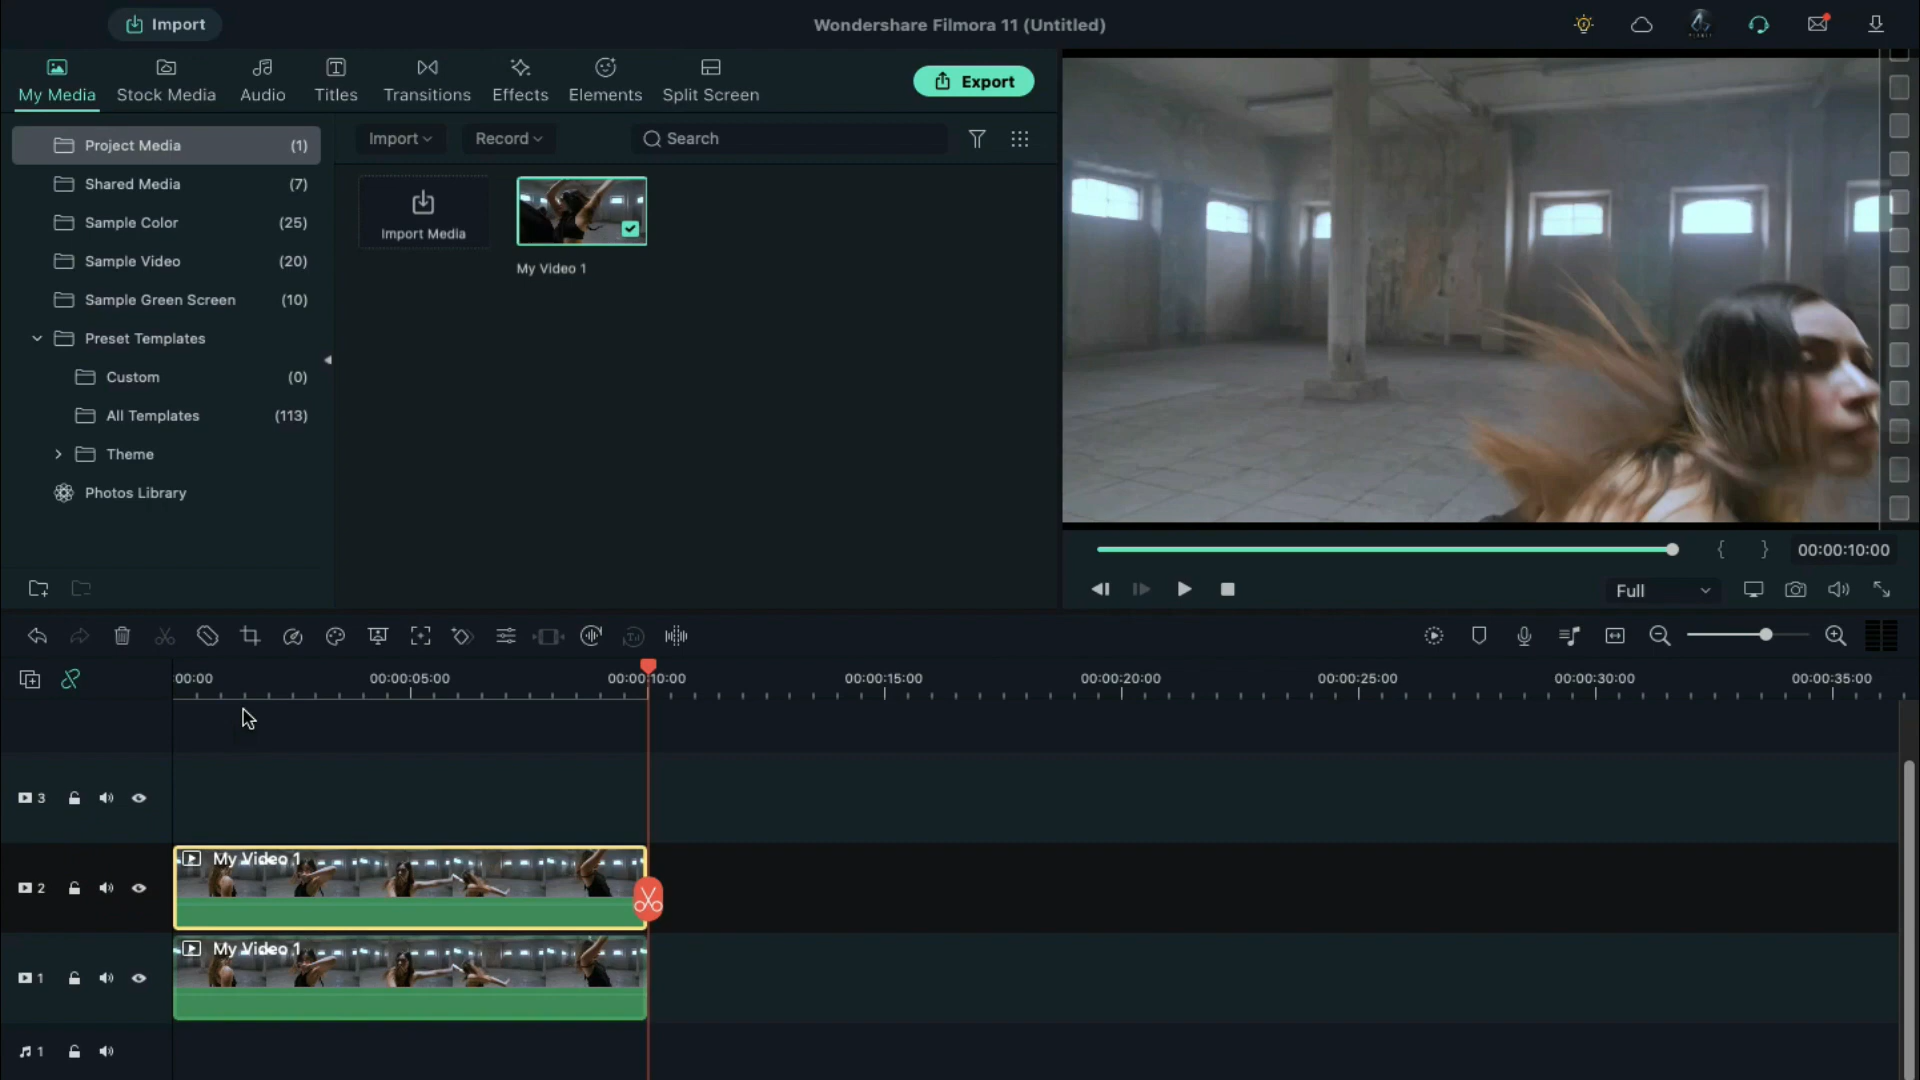 Import
Wondershare Filmora 11 (Untitled)
My Media
Stock Media
Audio
Titles
Transitions
Effects
Elements
Split Screen
Export
Project Media (1)
Shared Media (7)
Sample Color (25)
Sample Video (20)
Sample Green Screen (10)
Preset Templates
Custom (0)
All Templates (113)
Theme
Photos Library
Import
Record
Search
Import Media
My Video 1
00:00:10:00
Full
:00:00
00:00:05:00
00:00:10:00
00:00:15:00
00:00:20:00
00:00:25:00
00:00:30:00
00:00:35:00
3
2
My Video 1
1
My Video 1
1